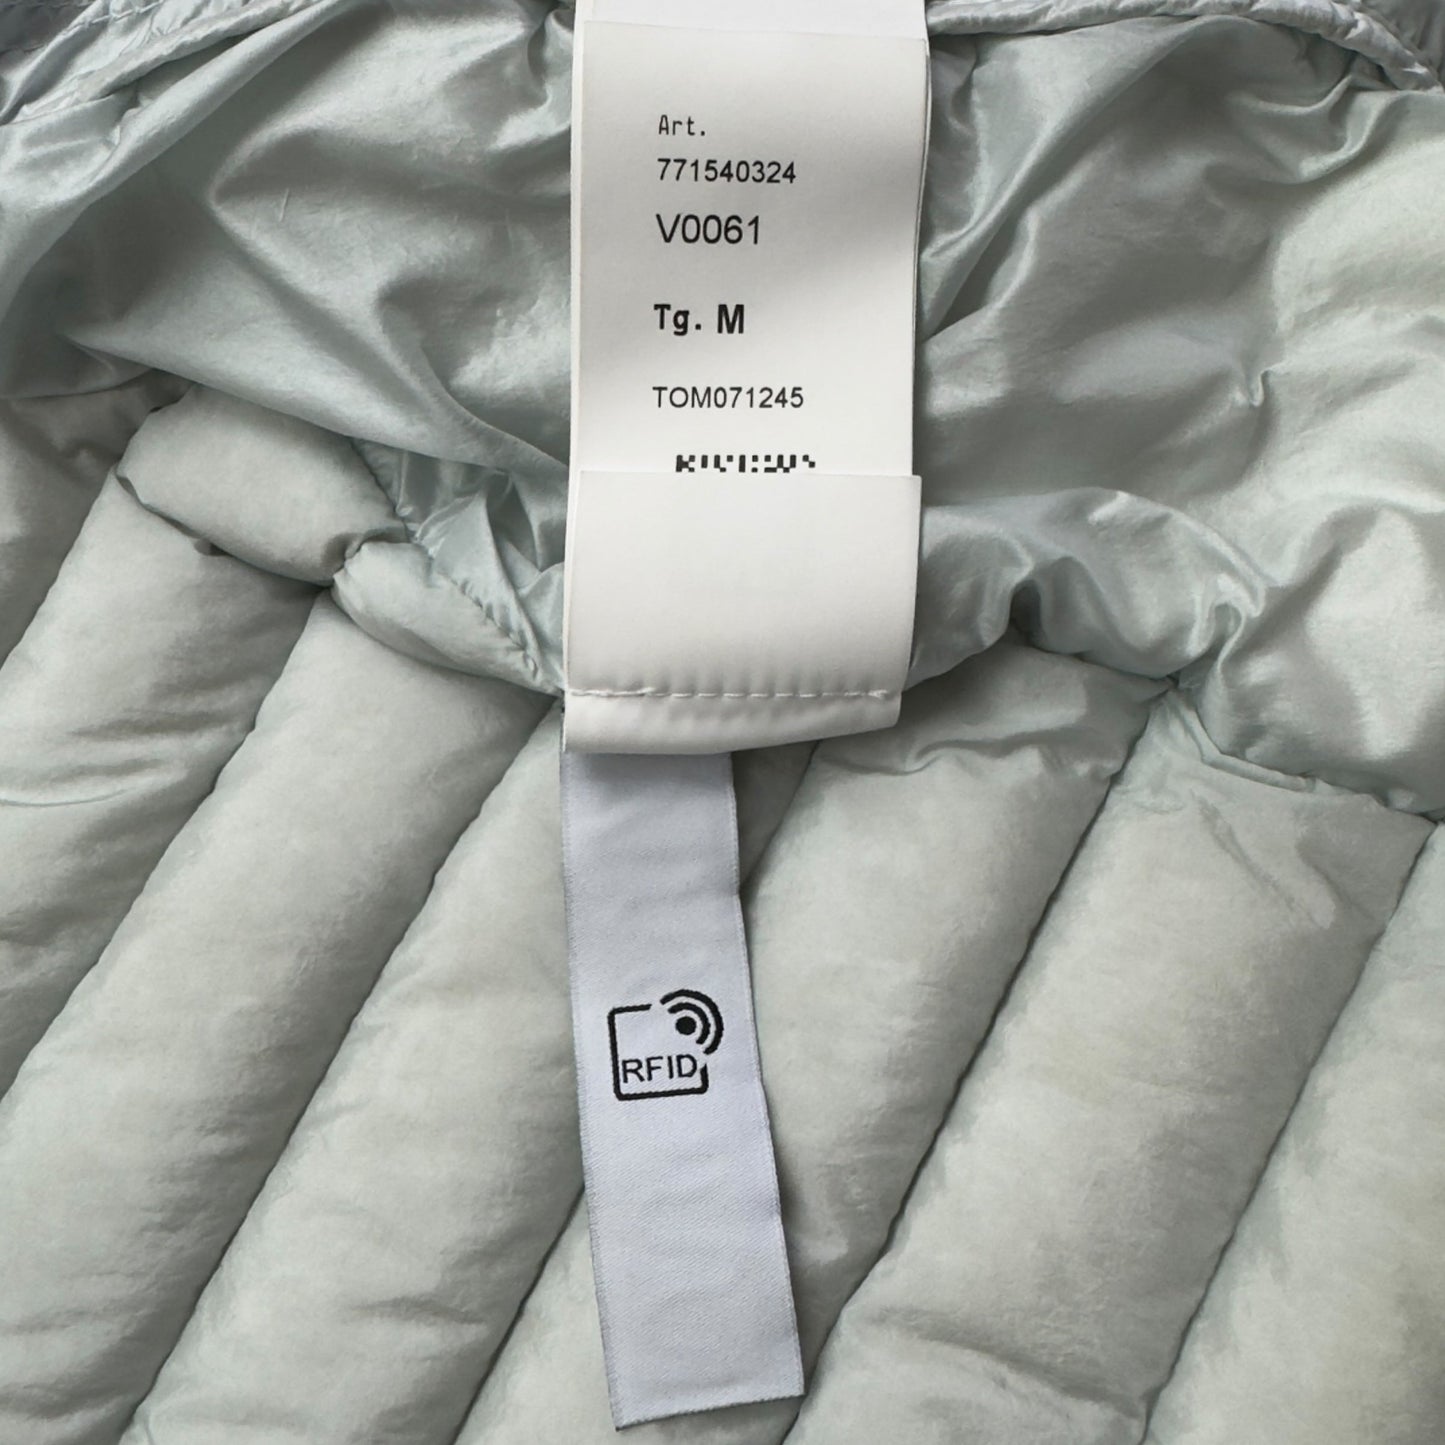 Art.
771540324
V0061
Tg. M
TOM071245
RFID